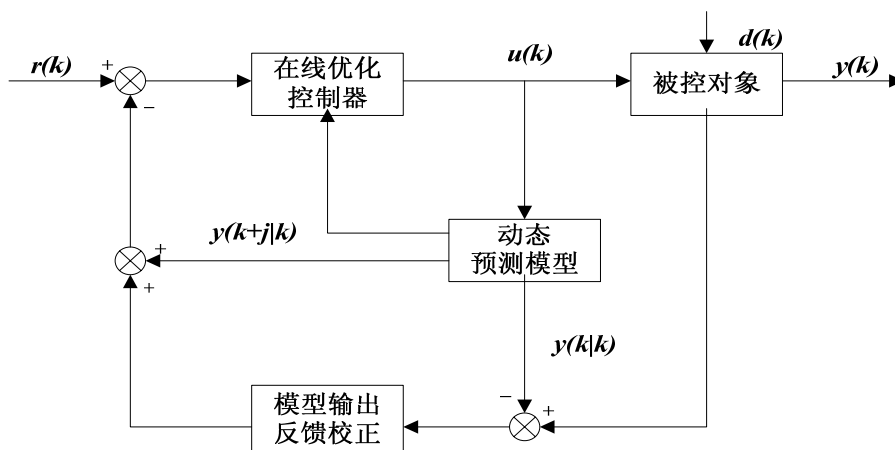 r(k)
+
−
在线优化
控制器
u(k)
d(k)
被控对象
y(k)
y(k+j|k)
+
+
动态
预测模型
y(k|k)
模型输出
反馈校正
−
+